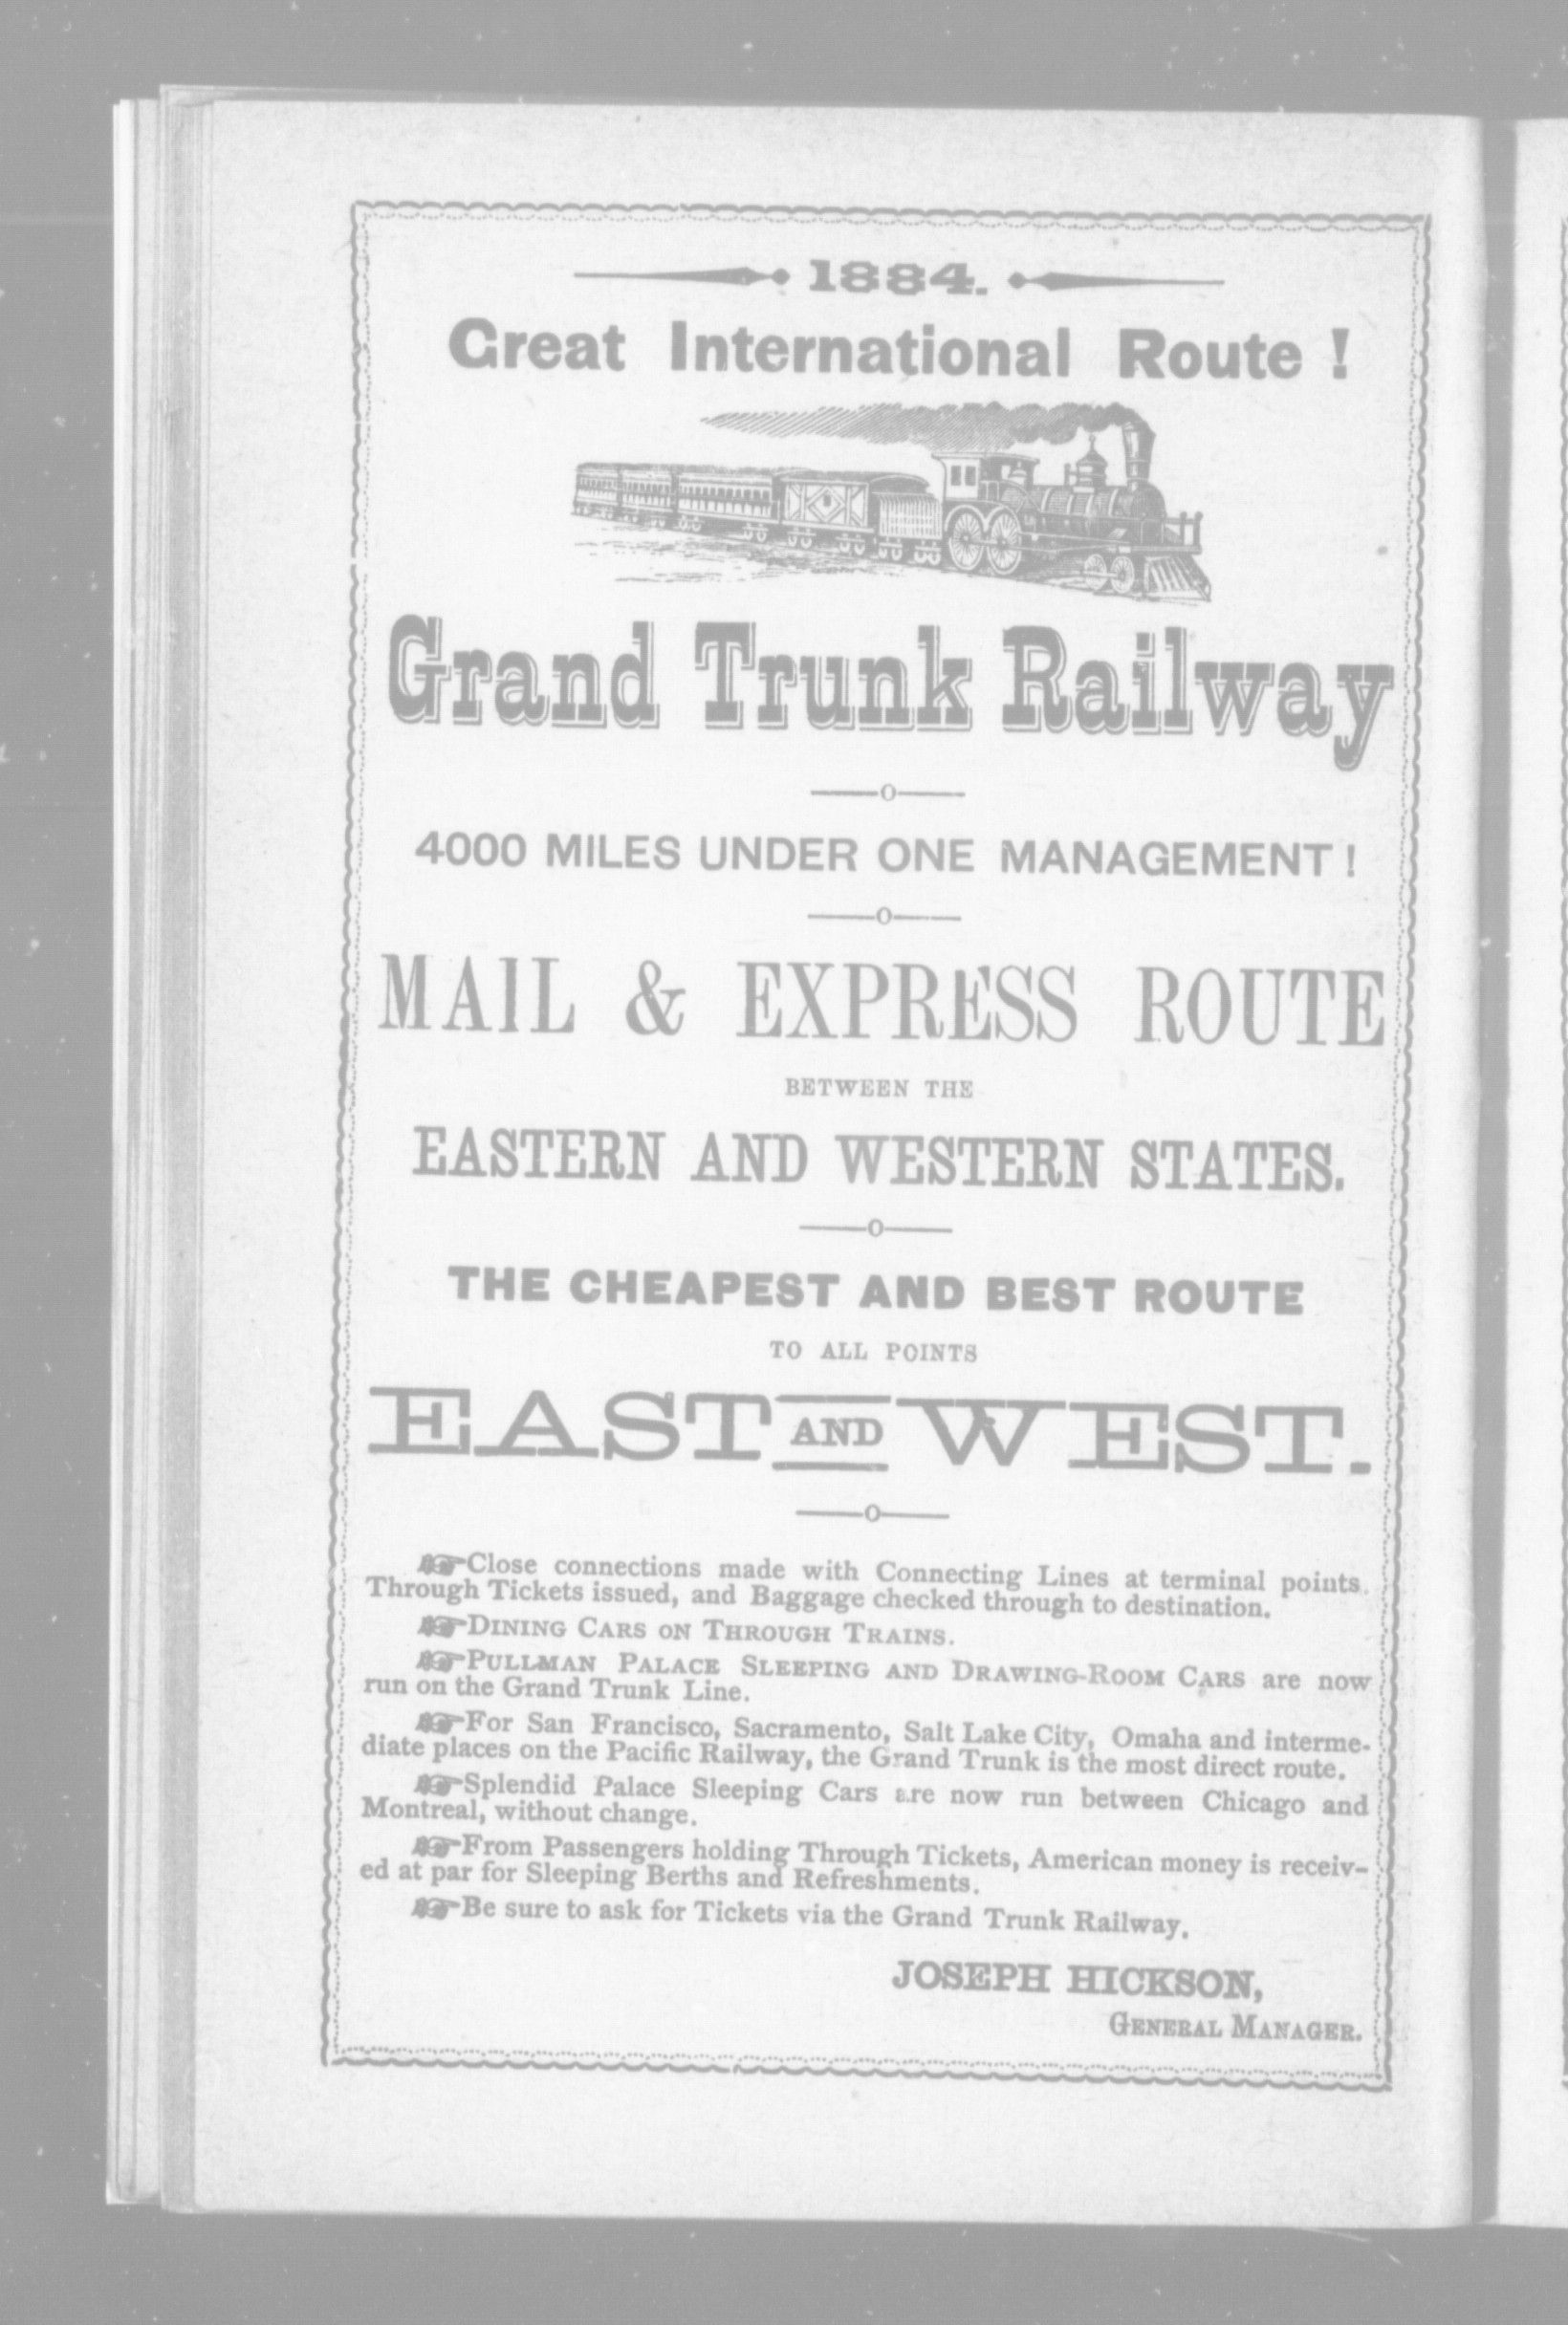 1884.
Great International Route !
Grand Trunk Railway
—o—
4000 MILES UNDER ONE MANAGEMENT !
—o—
MAIL & EXPRESS ROUTE
BETWEEN THE
EASTERN AND WESTERN STATES.
—o—
THE CHEAPEST AND BEST ROUTE
TO ALL POINTS
EAST AND WEST.
—o—
☞Close connections made with Connecting Lines at terminal points.
Through Tickets issued, and Baggage checked through to destination.
☞DINING CARS ON THROUGH TRAINS.
☞PULLMAN PALACE SLEEPING AND DRAWING-ROOM CARS are now
run on the Grand Trunk Line.
☞For San Francisco, Sacramento, Salt Lake City, Omaha and interme-
diate places on the Pacific Railway, the Grand Trunk is the most direct route.
☞Splendid Palace Sleeping Cars are now run between Chicago and
Montreal, without change.
☞From Passengers holding Through Tickets, American money is receiv-
ed at par for Sleeping Berths and Refreshments.
☞Be sure to ask for Tickets via the Grand Trunk Railway.
JOSEPH HICKSON,
GENERAL MANAGER.